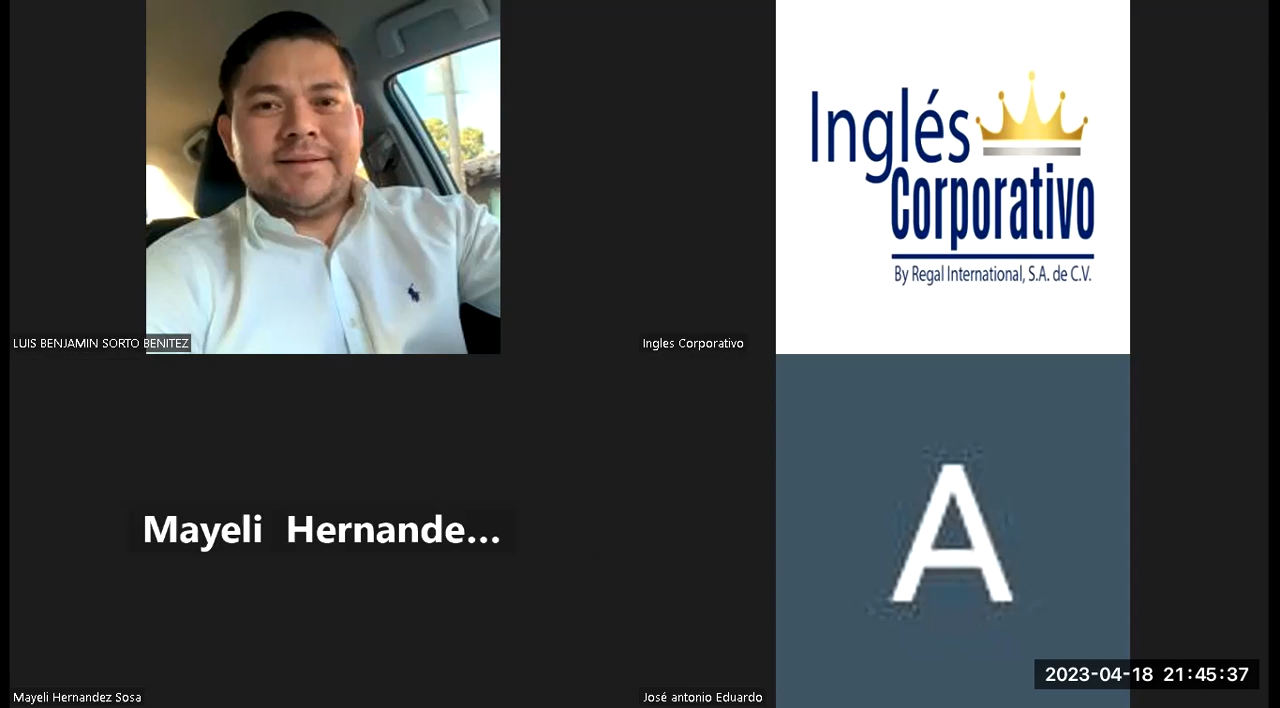 Inglés
Corporativo
By Regal International, S.A. de C.V.
LUIS BENJAMIN SORTO BENITEZ
Ingles Corporativo
Mayeli Hernande...
A
2023-04-18 21:45:37
Mayeli Hernandez Sosa
José antonio Eduardo